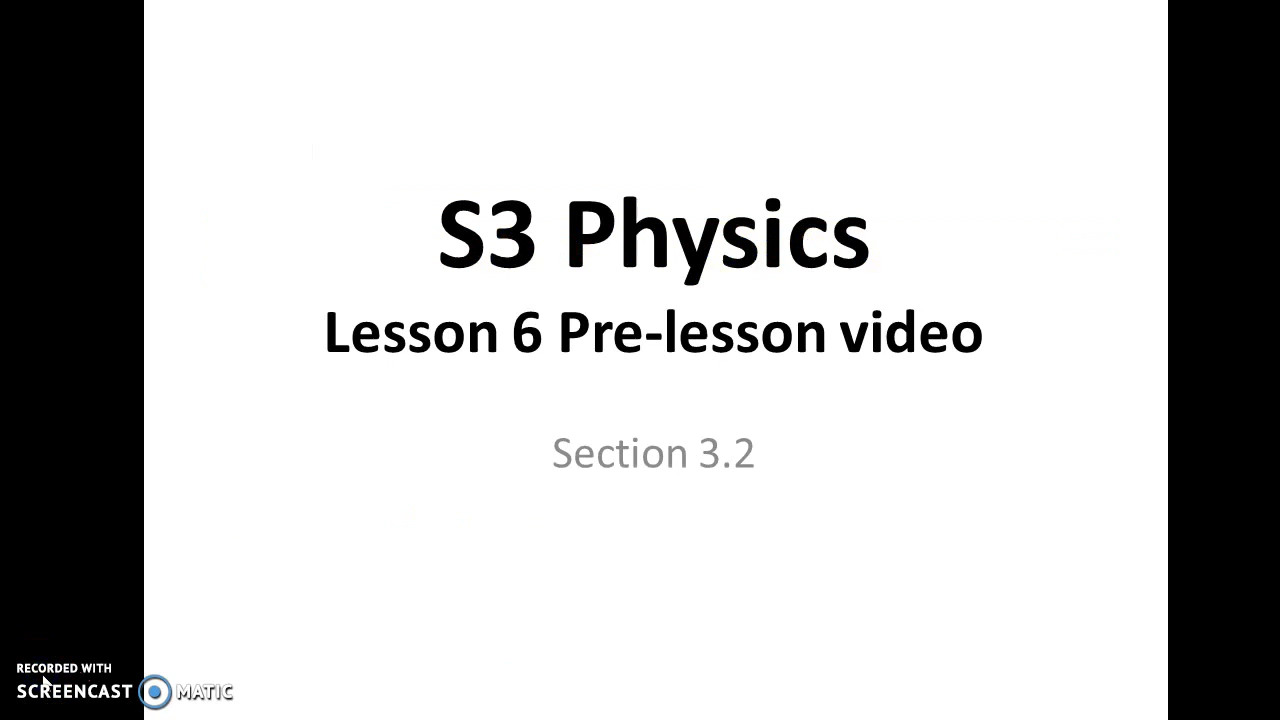 S3 Physics
Lesson 6 Pre-lesson video
Section 3.2
RECORDED WITH
SCREENCAST MATIC